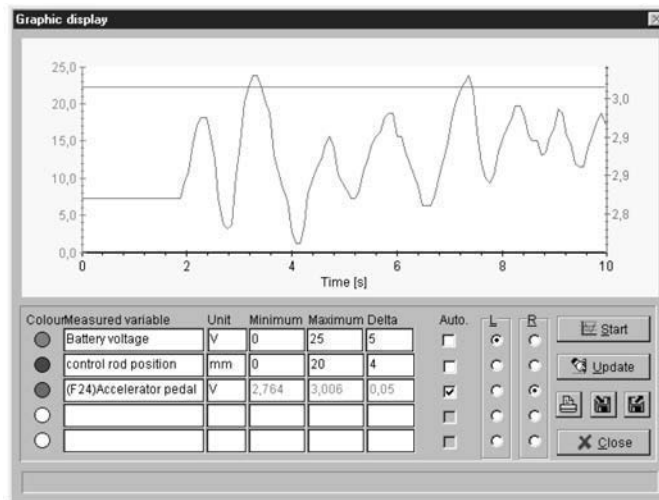 Graphic display
25,0
20,0
15,0
10,0
5,0
0,0
3,0
2,9
2,9
2,8
0 2 4 6 8 10
Time [s]
Colour Measured variable Unit Minimum Maximum Delta Auto. L R
Battery voltage V 0 25 5
control rod position mm 0 20 4
(F24)Accelerator pedal V 2,764 3,006 0,05
Start
Update
Close